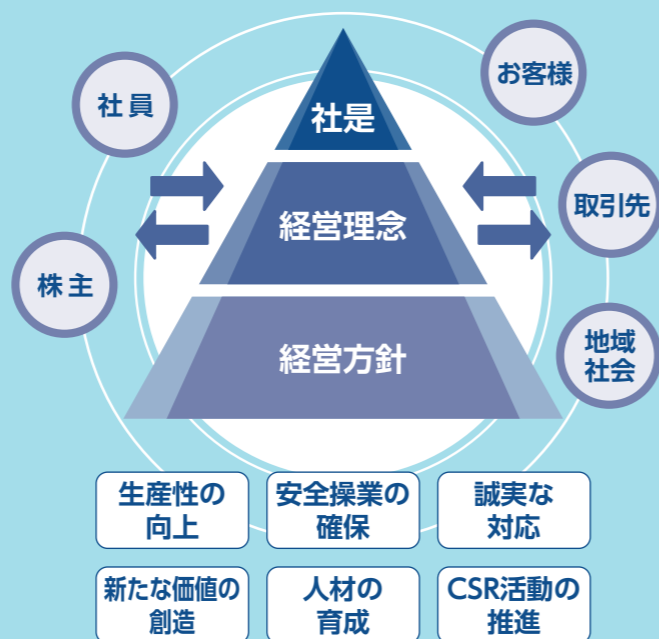 社是
経営理念
経営方針
社員
株主
お客様
取引先
地域
社会
生産性の
向上
安全操業の
確保
誠実な
対応
新たな価値の
創造
人材の
育成
CSR活動の
推進